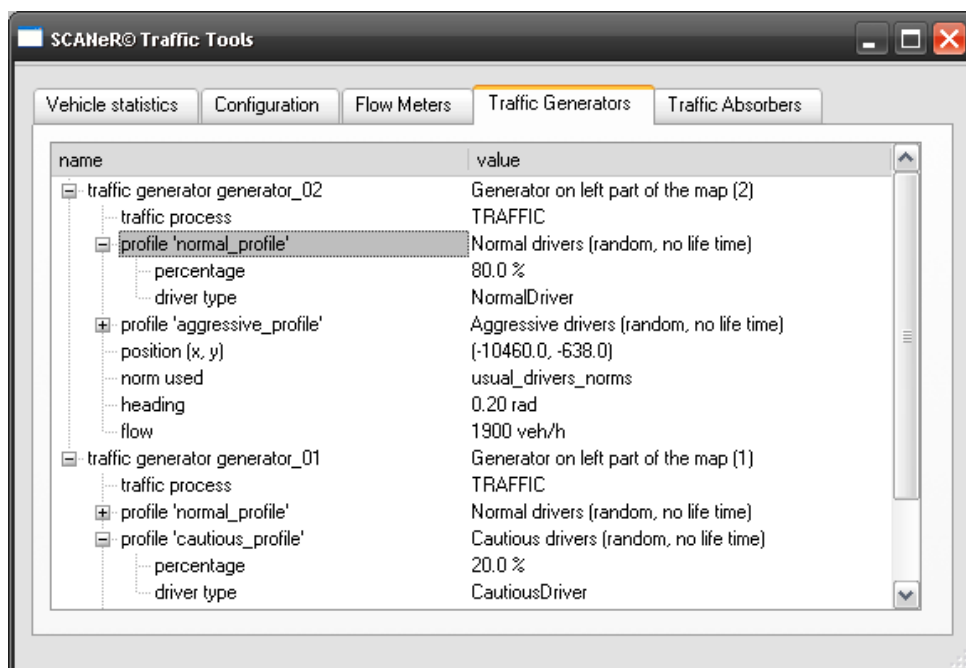 SCANeR© Traffic Tools
Vehicle statistics Configuration Flow Meters Traffic Generators Traffic Absorbers
name value
traffic generator generator_02 Generator on left part of the map (2)
traffic process TRAFFIC
profile 'normal_profile' Normal drivers (random, no life time)
percentage 80.0 %
driver type NormalDriver
profile 'aggressive_profile' Aggressive drivers (random, no life time)
position (x, y) (-10460.0, -638.0)
norm used usual_drivers_norms
heading 0.20 rad
flow 1900 veh/h
traffic generator generator_01 Generator on left part of the map (1)
traffic process TRAFFIC
profile 'normal_profile' Normal drivers (random, no life time)
profile 'cautious_profile' Cautious drivers (random, no life time)
percentage 20.0 %
driver type CautiousDriver